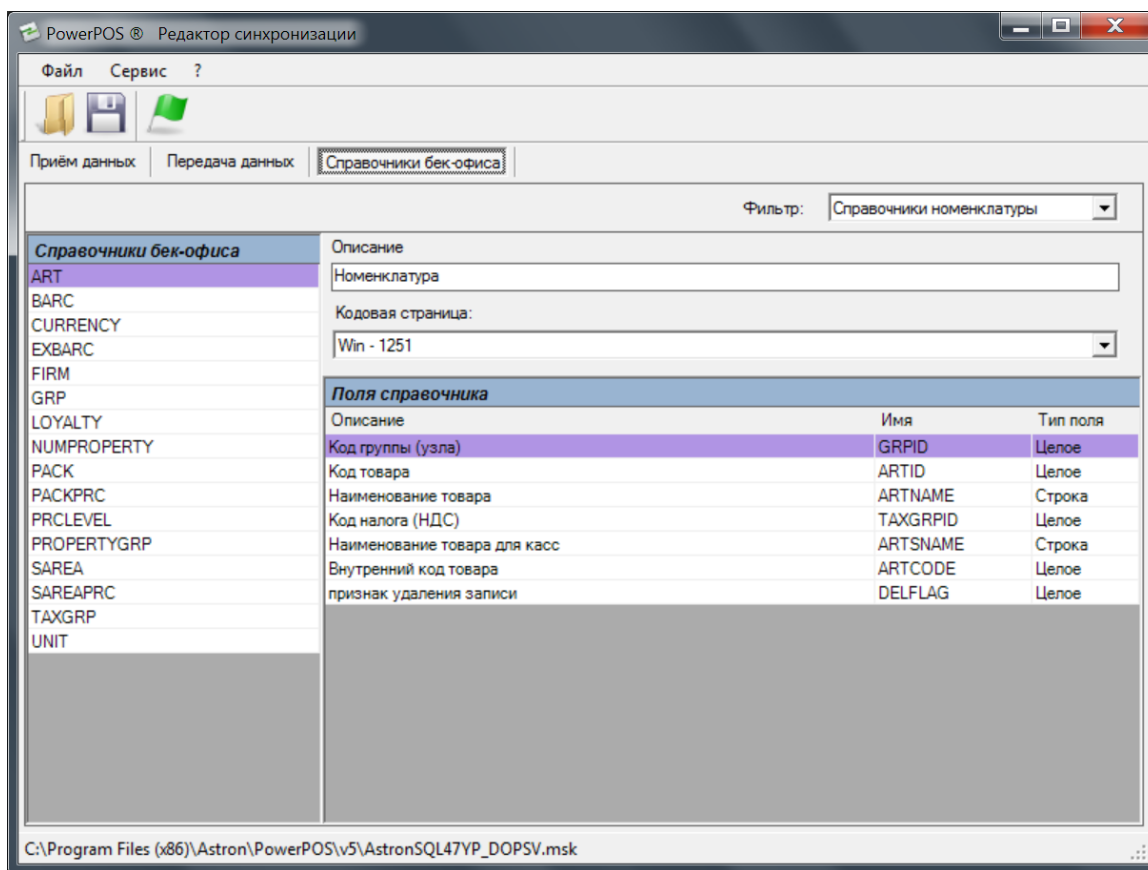 PowerPOS ® Редактор синхронизации
Файл Сервис ?
Приём данных Передача данных Справочники бек-офиса
Фильтр: Справочники номенклатуры
Справочники бек-офиса
ART
BARC
CURRENCY
EXBARC
FIRM
GRP
LOYALTY
NUMPROPERTY
PACK
PACKPRC
PRCLEVEL
PROPERTYGRP
SAREA
SAREAPRC
TAXGRP
UNIT
Описание
Номенклатура
Кодовая страница:
Win - 1251
Поля справочника
Описание Имя Тип поля
Код группы (узла) GRPID Целое
Код товара ARTID Целое
Наименование товара ARTNAME Строка
Код налога (НДС) TAXGRPID Целое
Наименование товара для касс ARTSNAME Строка
Внутренний код товара ARTCODE Целое
признак удаления записи DELFLAG Целое
C:\Program Files (x86)\Astron\PowerPOS\v5\AstronSQL47YP_DOPSV.msk